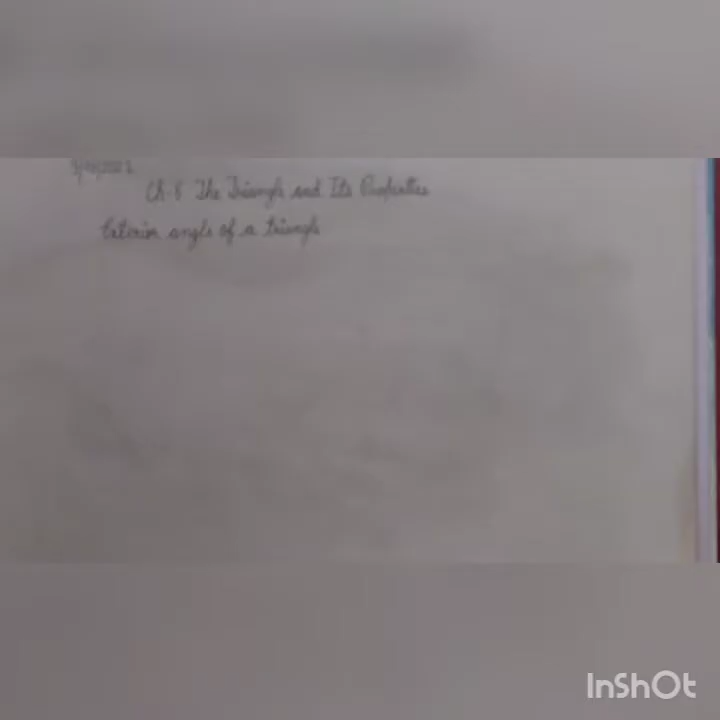 Ch-6 The Triangle and Its Properties
Exterior angle of a triangle
InShOt